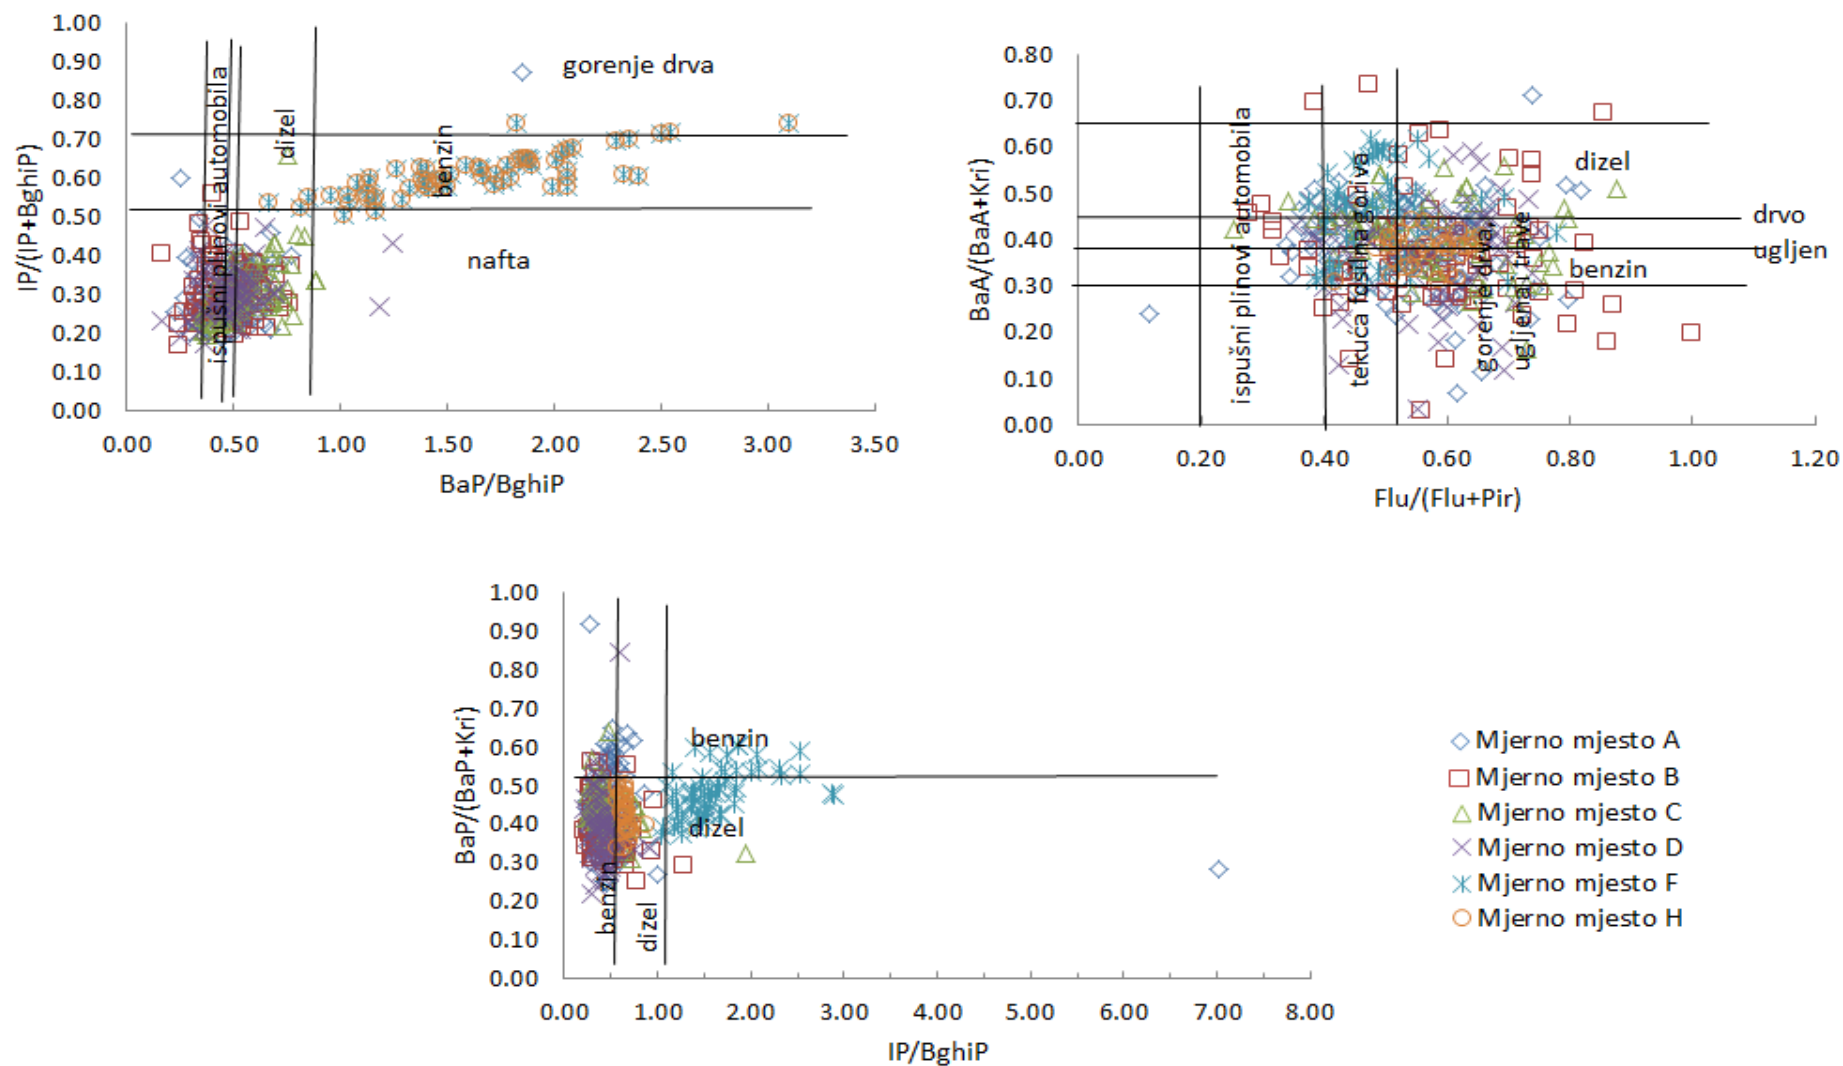 1.00
0.90
0.80
0.70
0.60
0.50
0.40
0.30
0.20
0.10
0.00
IP/(IP+BghiP)
ispušni plinovi automobila
dizel
benzin
gorenje drva
nafta
0.00 0.50 1.00 1.50 2.00 2.50 3.00 3.50
BaP/BghiP
0.80
0.70
0.60
0.50
0.40
0.30
0.20
0.10
0.00
BaA/(BaA+Kri)
ispušni plinovi automobila
tekuća fosilna goriva
gorenje drva,
ugljena i trave
dizel
drvo
ugljen
benzin
0.00 0.20 0.40 0.60 0.80 1.00 1.20
Flu/(Flu+Pir)
1.00
0.90
0.80
0.70
0.60
0.50
0.40
0.30
0.20
0.10
0.00
BaP/(BaP+Kri)
benzin
dizel
benzin
dizel
0.00 1.00 2.00 3.00 4.00 5.00 6.00 7.00 8.00
IP/BghiP
Mjerno mjesto A
Mjerno mjesto B
Mjerno mjesto C
Mjerno mjesto D
Mjerno mjesto F
Mjerno mjesto H